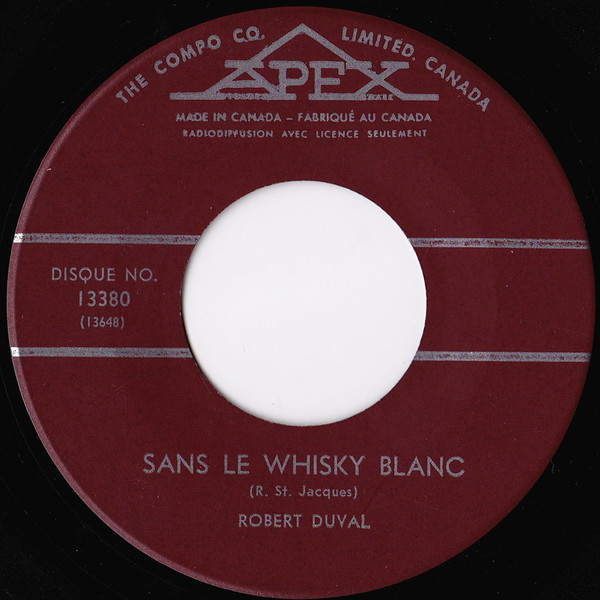 THE COMPO CO. LIMITED. CANADA
APEX
MADE IN CANADA – FABRIQUÉ AU CANADA
RADIODIFFUSION AVEC LICENCE SEULEMENT
DISQUE NO.
13380
(13648)
SANS LE WHISKY BLANC
(R. St. Jacques)
ROBERT DUVAL